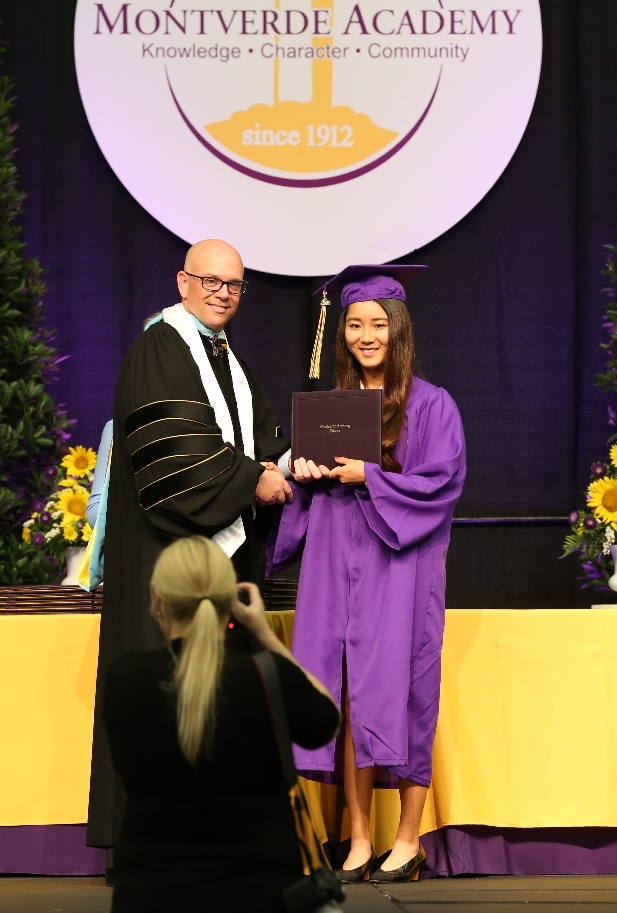 MONTVERDE ACADEMY
Knowledge • Character • Community
since 1912